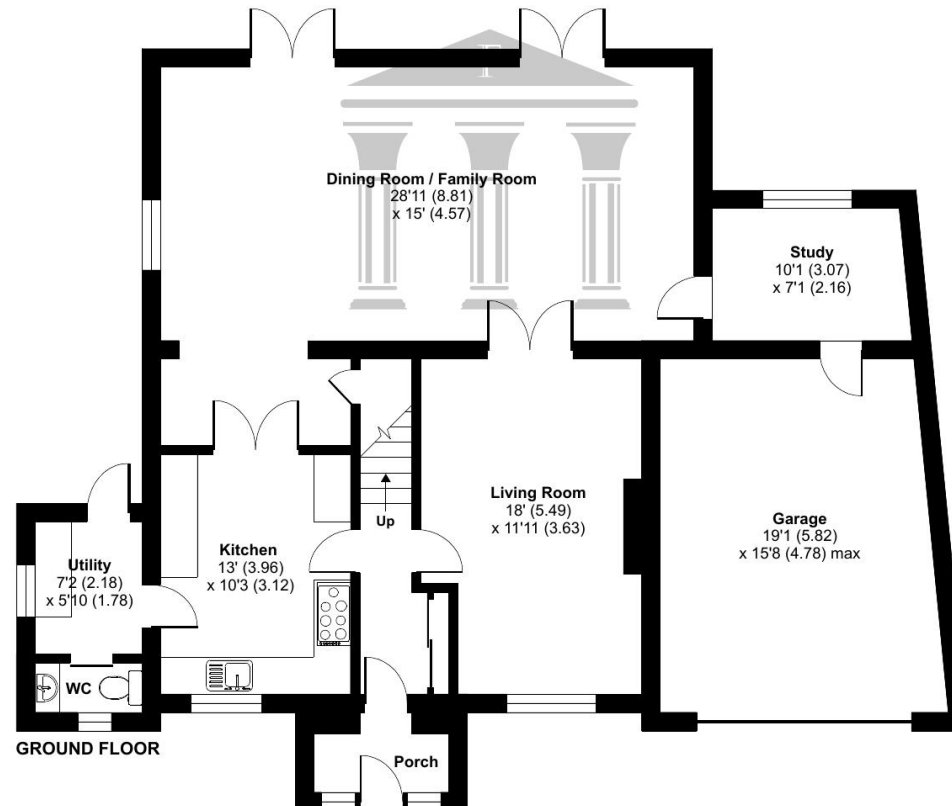 F
Dining Room / Family Room
28'11 (8.81)
x 15' (4.57)
Study
10'1 (3.07)
x 7'1 (2.16)
Living Room
18' (5.49)
x 11'11 (3.63)
Up
Garage
19'1 (5.82)
x 15'8 (4.78) max
Kitchen
13' (3.96)
x 10'3 (3.12)
Utility
7'2 (2.18)
x 5'10 (1.78)
WC
GROUND FLOOR
Porch